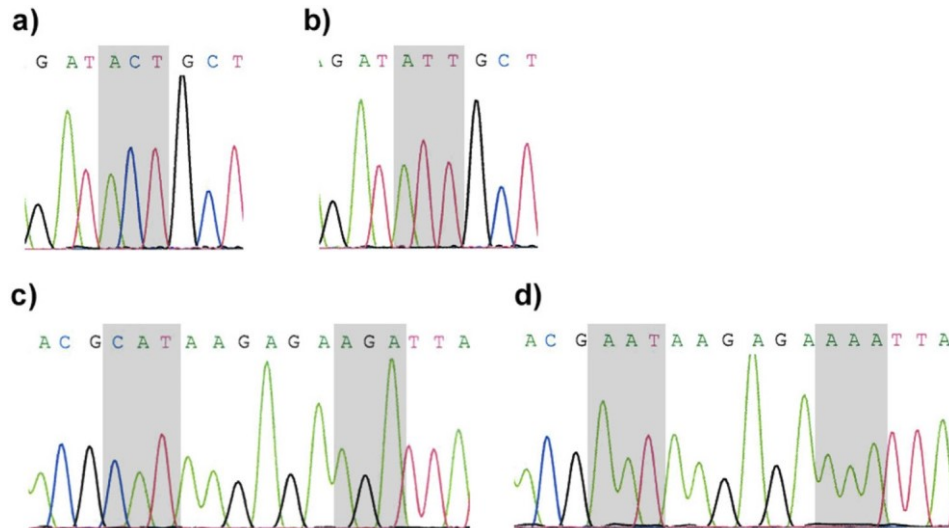 a)
b)
G A T A C T G C T
G A T A T T G C T
c)
d)
A C G C A T A A G A G A A G A T T A
A C G A A T A A G A G A A A A T T A